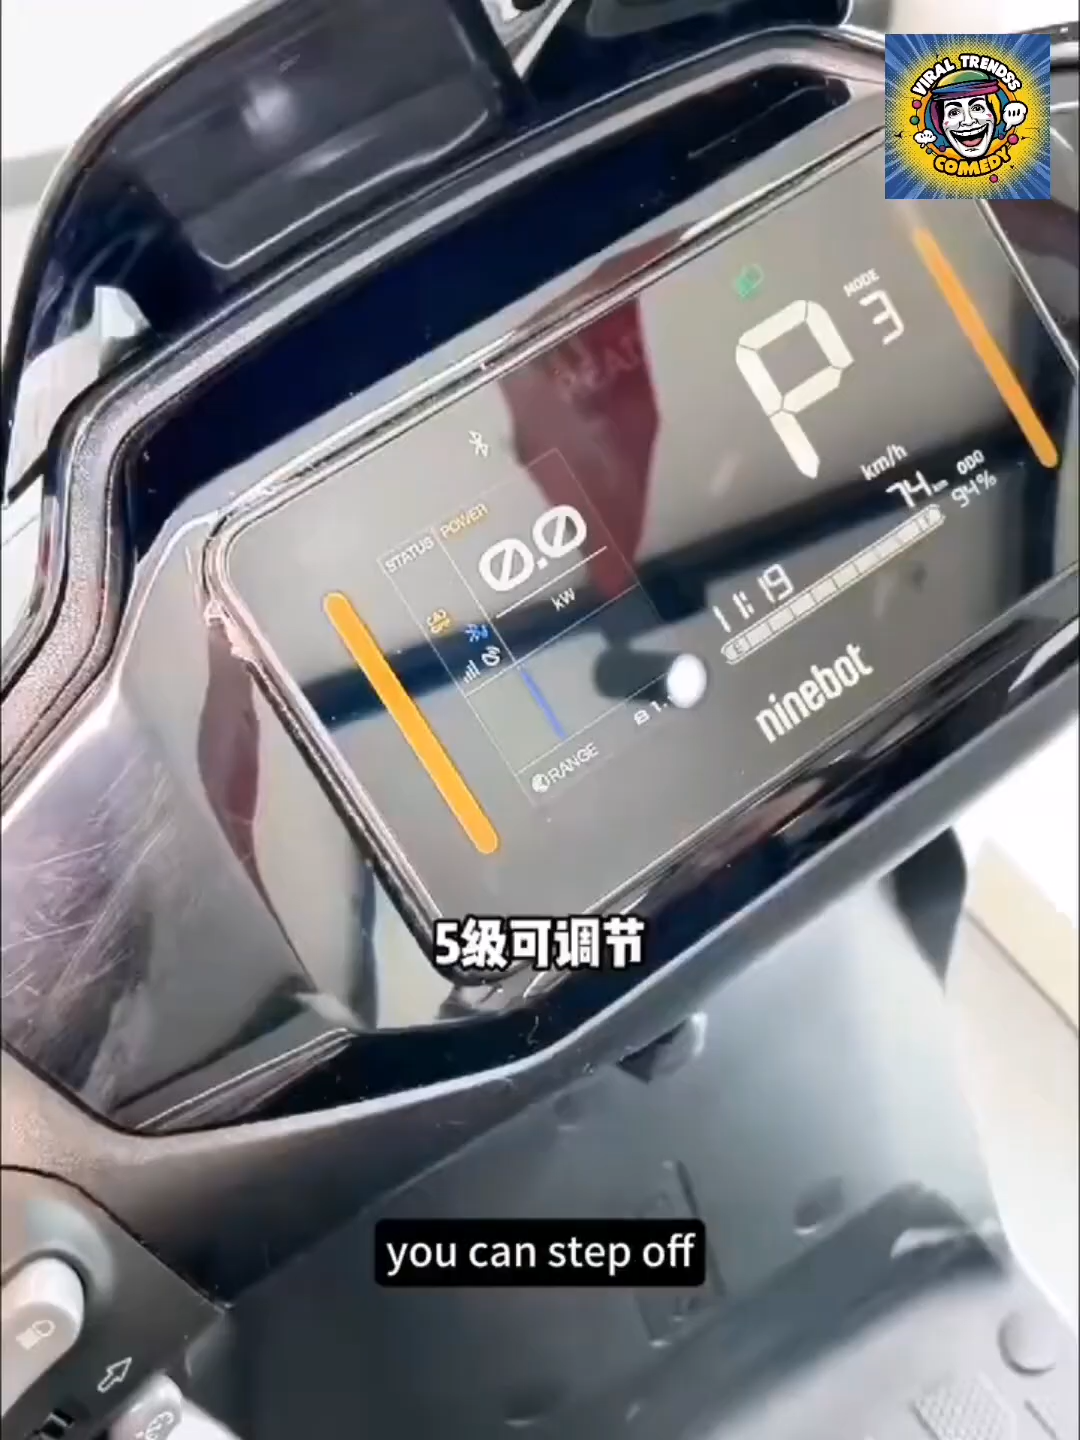 VIRAL TRENDSS
COMEDY
MODE
3
P
km/h
74 km ODO
94%
STATUS
POWER
0.0
kW
11:19
ninebot
RANGE
81.
5级可调节
you can step off